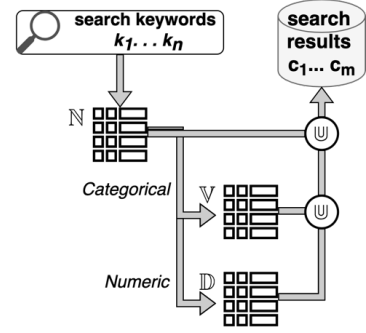 search keywords
k1. . . kn
search
results
c1... cm
ℕ
⋓
Categorical
𝕍
⋓
Numeric
𝔻